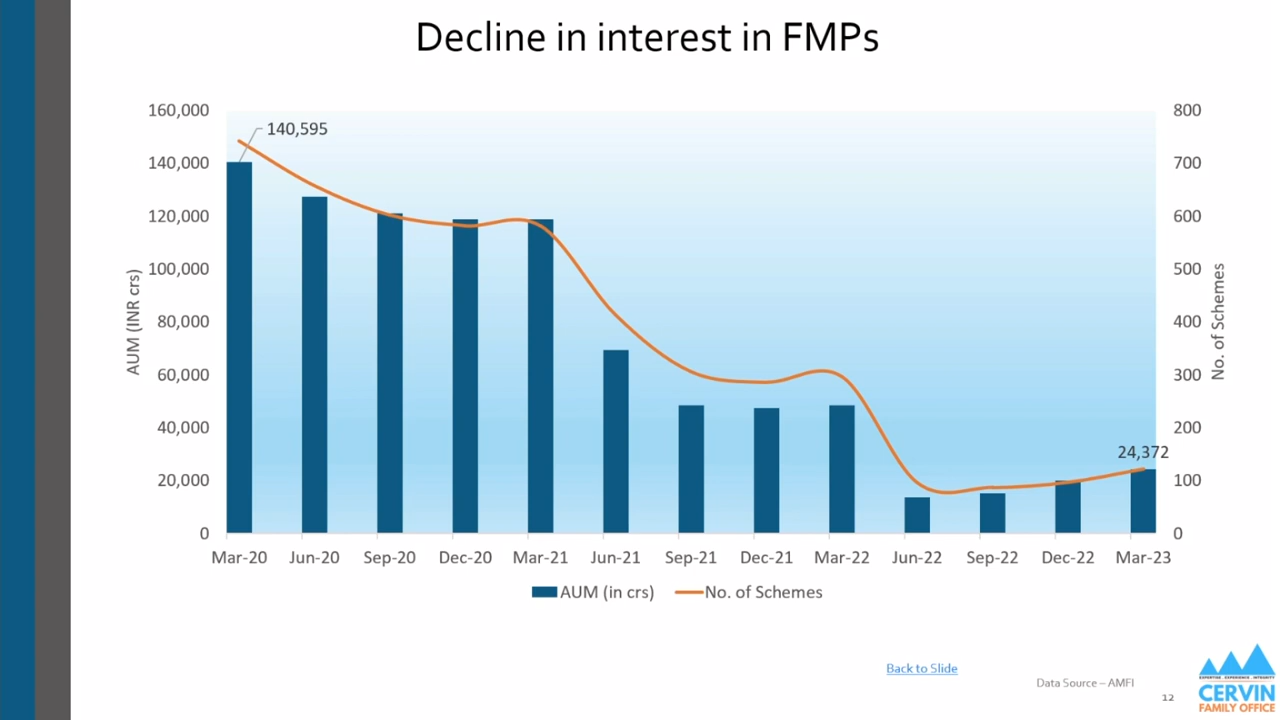 Decline in interest in FMPs
160,000
140,000
120,000
100,000
80,000
60,000
40,000
20,000
0
AUM (INR crs)
140,595
24,372
800
700
600
500
400
300
200
100
0
No. of Schemes
Mar-20 Jun-20 Sep-20 Dec-20 Mar-21 Jun-21 Sep-21 Dec-21 Mar-22 Jun-22 Sep-22 Dec-22 Mar-23
AUM (in crs) No. of Schemes
Back to Slide
Data Source – AMFI
12
EXPERTISE EXPERIENCE INTEGRITY
CERVIN
FAMILY OFFICE